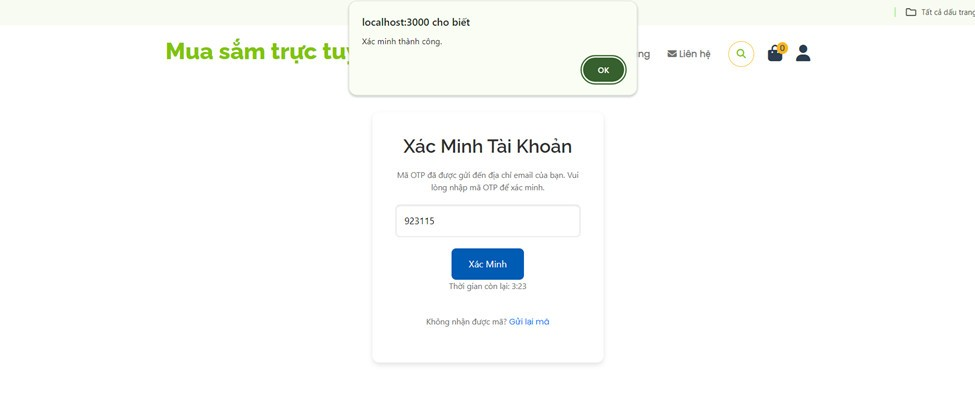 localhost:3000 cho biết
Xác minh thành công.
OK
Tất cả dấu trang
Mua sắm trực tuy
Liên hệ
0
Xác Minh Tài Khoản
Mã OTP đã được gửi đến địa chỉ email của bạn. Vui
lòng nhập mã OTP để xác minh.
923115
Xác Minh
Thời gian còn lại: 3:23
Không nhận được mã? Gửi lại mã